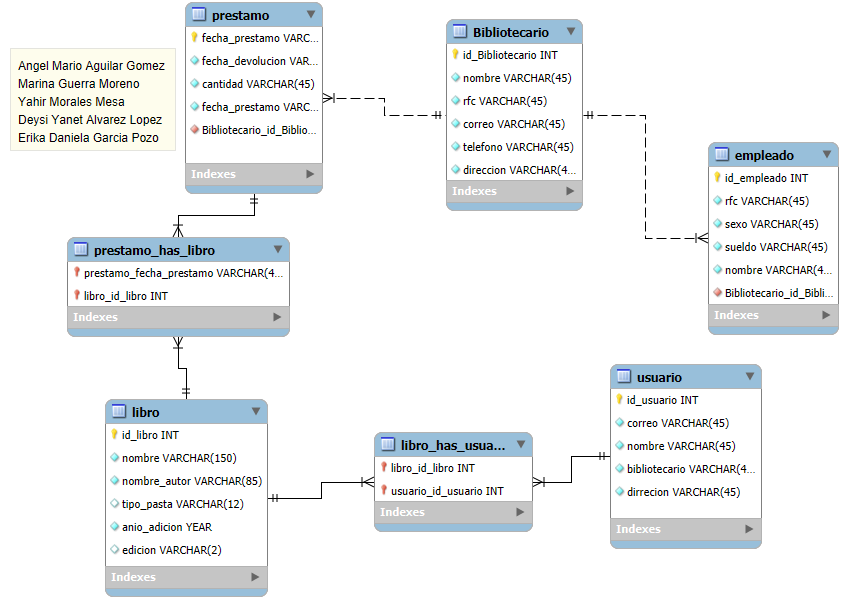 Angel Mario Aguilar Gomez
Marina Guerra Moreno
Yahir Morales Mesa
Deysi Yanet Alvarez Lopez
Erika Daniela Garcia Pozo
prestamo
fecha_prestamo VARC...
fecha_devolucion VAR...
cantidad VARCHAR(45)
fecha_prestamo VARC...
Bibliotecario_id_Biblio...
Indexes
Bibliotecario
id_Bibliotecario INT
nombre VARCHAR(45)
rfc VARCHAR(45)
correo VARCHAR(45)
telefono VARCHAR(45)
direccion VARCHAR(4...
Indexes
empleado
id_empleado INT
rfc VARCHAR(45)
sexo VARCHAR(45)
sueldo VARCHAR(45)
nombre VARCHAR(4...
Bibliotecario_id_Bibli...
Indexes
prestamo_has_libro
prestamo_fecha_prestamo VARCHAR(4...
libro_id_libro INT
Indexes
libro
id_libro INT
nombre VARCHAR(150)
nombre_autor VARCHAR(85)
tipo_pasta VARCHAR(12)
anio_adicion YEAR
edicion VARCHAR(2)
Indexes
libro_has_usua...
libro_id_libro INT
usuario_id_usuario INT
Indexes
usuario
id_usuario INT
correo VARCHAR(45)
nombre VARCHAR(45)
bibliotecario VARCHAR(4...
dirrecion VARCHAR(45)
Indexes